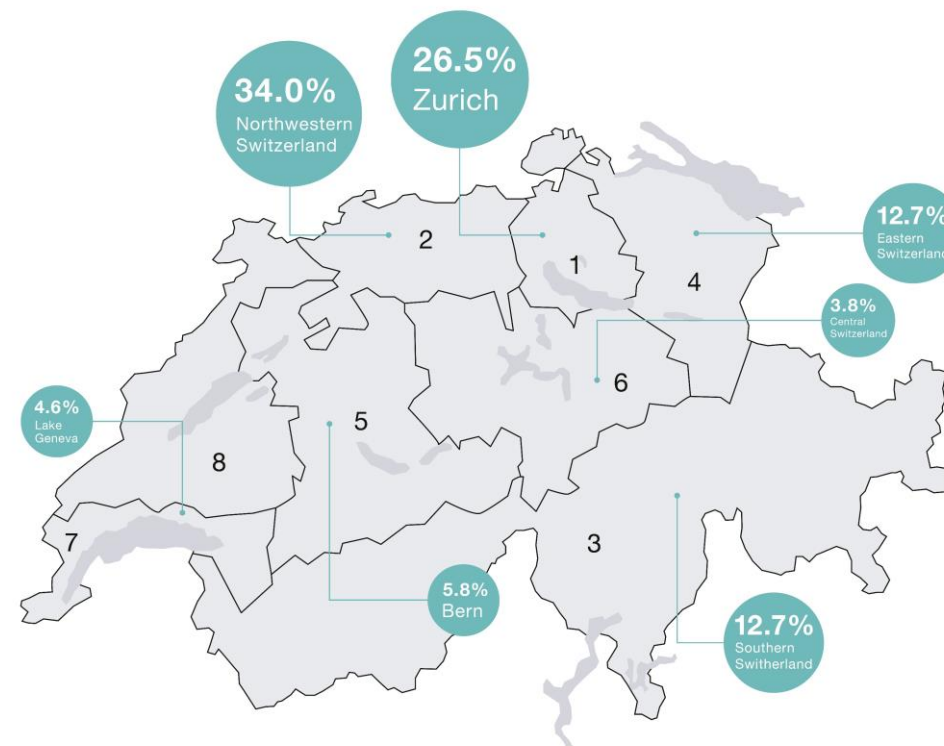 26.5%
Zurich
34.0%
Northwestern
Switzerland
12.7%
Eastern
Switzerland
2
1
4
3.8%
Central
Switzerland
6
4.6%
Lake
Geneva
5
8
7
3
5.8%
Bern
12.7%
Southern
Switherland